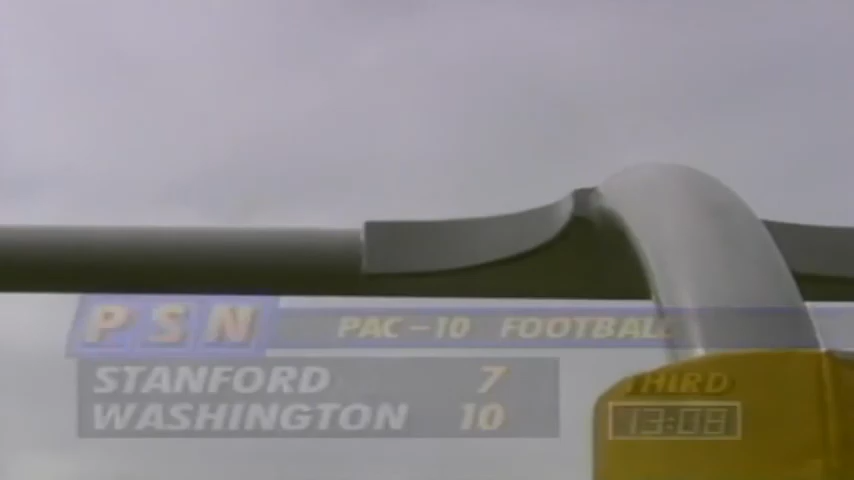 PSN PAC-10 FOOTBALL
STANFORD 7
WASHINGTON 10
THIRD
13:08